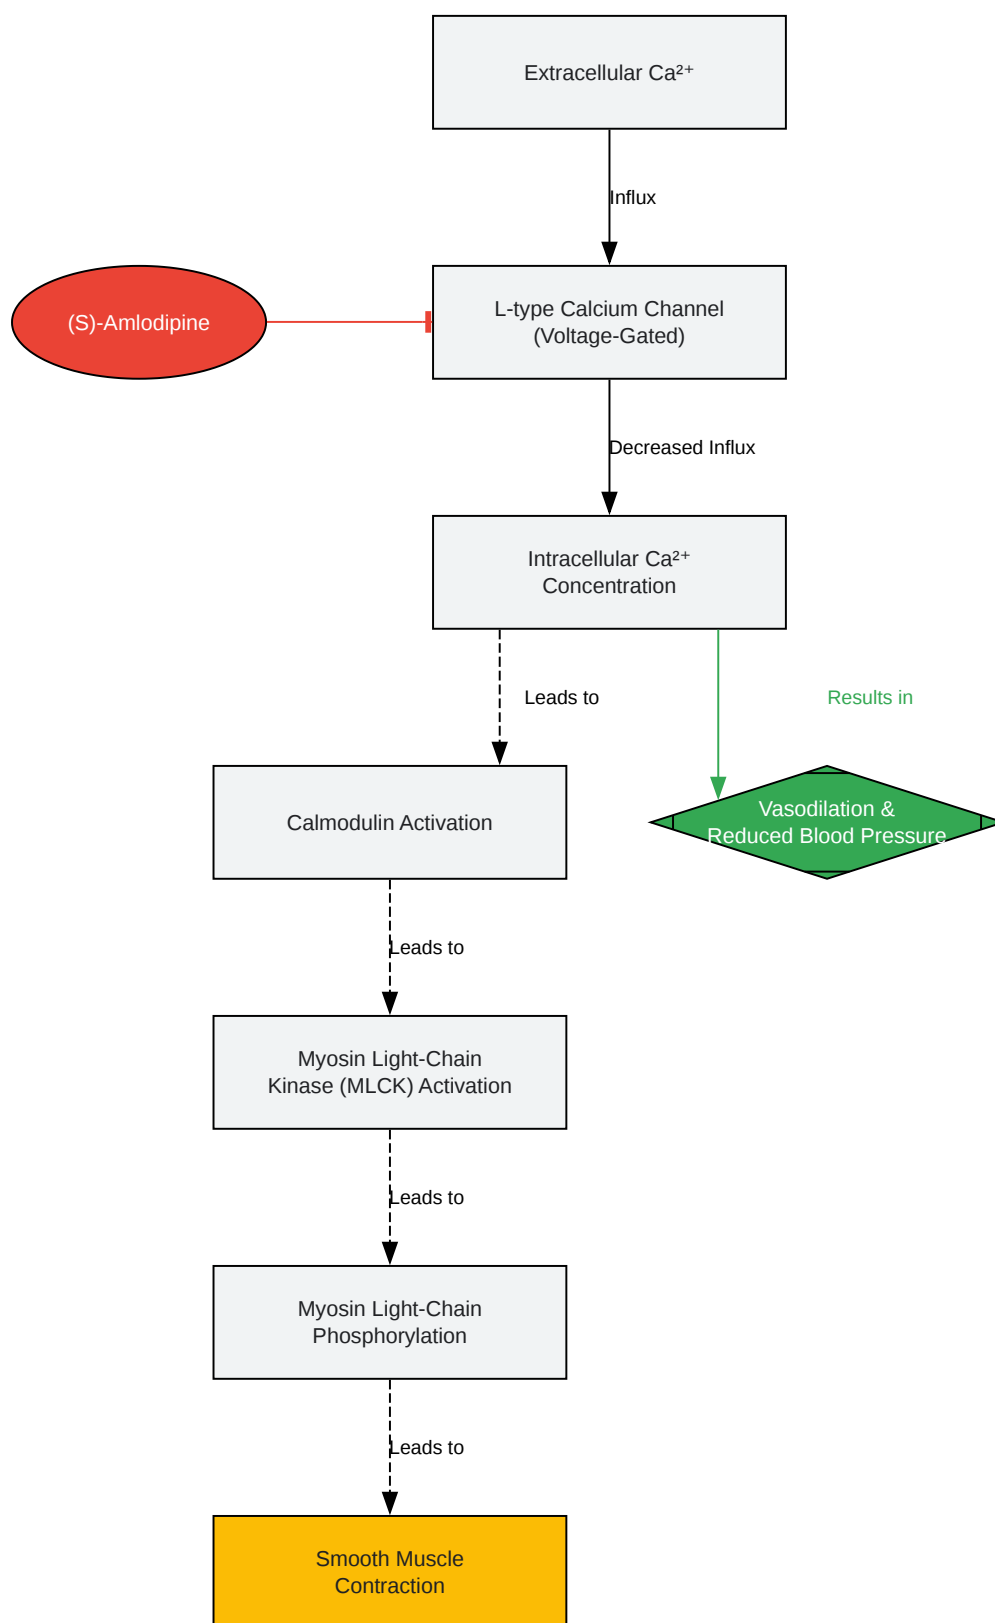 Extracellular Ca²⁺
Influx
(S)-Amlodipine
L-type Calcium Channel
(Voltage-Gated)
Decreased Influx
Intracellular Ca²⁺
Concentration
Leads to
Results in
Calmodulin Activation
Vasodilation &
Reduced Blood Pressure
Leads to
Myosin Light-Chain
Kinase (MLCK) Activation
Leads to
Myosin Light-Chain
Phosphorylation
Leads to
Smooth Muscle
Contraction